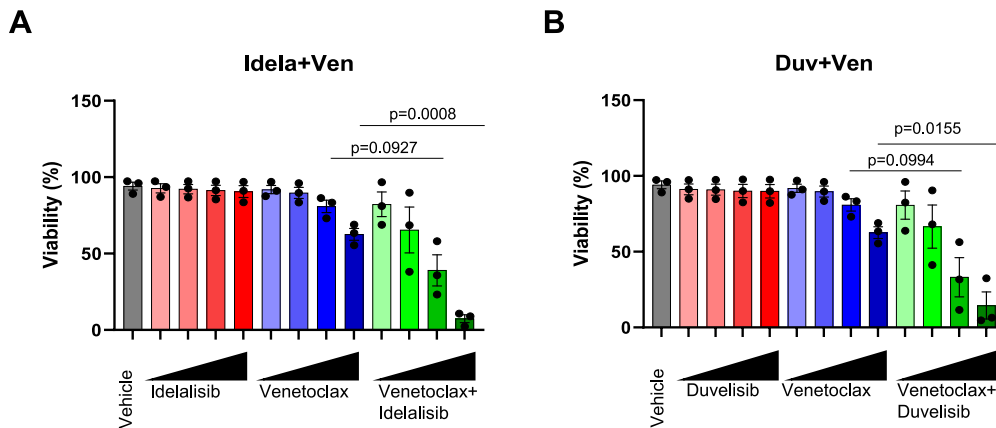 A
Idela+Ven
Viability (%)
150
100
50
0
p=0.0008
p=0.0927
Vehicle
Idelalisib
Venetoclax
Venetoclax+
Idelalisib
B
Duv+Ven
Viability (%)
150
100
50
0
p=0.0155
p=0.0994
Vehicle
Duvelisib
Venetoclax
Venetoclax+
Duvelisib